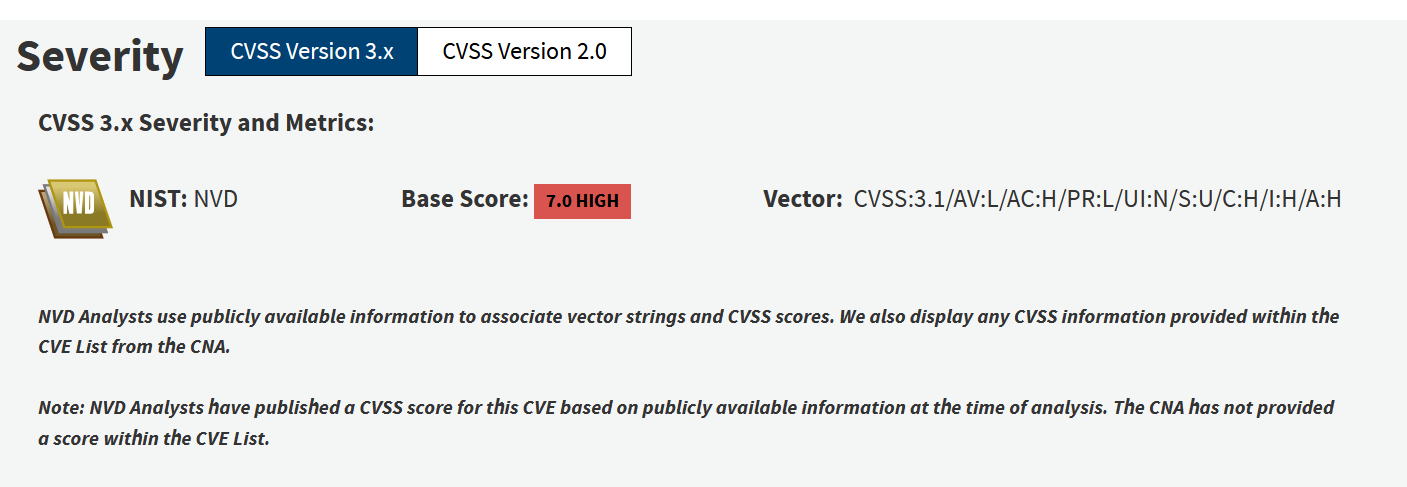 Severity CVSS Version 3.x CVSS Version 2.0
CVSS 3.x Severity and Metrics:
NVD NIST: NVD Base Score: 7.0 HIGH Vector: CVSS:3.1/AV:L/AC:H/PR:L/UI:N/S:U/C:H/I:H/A:H
NVD Analysts use publicly available information to associate vector strings and CVSS scores. We also display any CVSS information provided within the
CVE List from the CNA.
Note: NVD Analysts have published a CVSS score for this CVE based on publicly available information at the time of analysis. The CNA has not provided
a score within the CVE List.